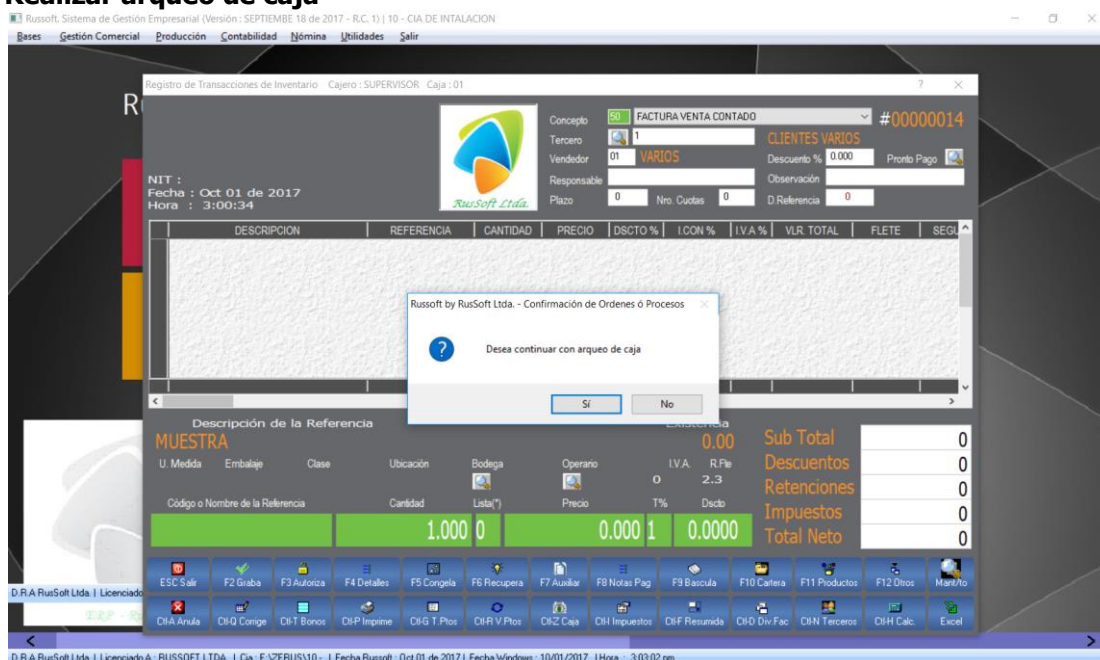 Realizar arqueo de caja
Russoft. Sistema de Gestión Empresarial (Versión : SEPTIEMBRE 18 de 2017 - R.C. 1) | 10 - CIA DE INTALACION
Bases Gestión Comercial Producción Contabilidad Nómina Utilidades Salir
Registro de Transacciones de Inventario Cajero : SUPERVISOR Caja : 01 ? ×
R
RusSoft Ltda.
Concepto 50 FACTURA VENTA CONTADO #00000014
Tercero 1 CLIENTES VARIOS
Vendedor 01 VARIOS Descuento % 0.000 Pronto Pago
Responsable Observación
Plazo 0 Nro. Cuotas 0 D.Referencia 0
NIT :
Fecha : Oct 01 de 2017
Hora : 3:00:34
DESCRIPCION REFERENCIA CANTIDAD PRECIO DSCTO % I.CON % I.V.A % VLR. TOTAL FLETE SEGU
Russoft by RusSoft Ltda. - Confirmación de Ordenes ó Procesos
Desea continuar con arqueo de caja
Sí No
Descripción de la Referencia Existencia
MUESTRA 0.00
U. Medida Embalaje Clase Ubicación Bodega Operario I.V.A. R.Fte
0 2.3
Código o Nombre de la Referencia Cantidad Lista(*) Precio T% Dscto
1.000 0 0.000 1 0.0000
Sub Total 0
Descuentos 0
Retenciones 0
Impuestos 0
Total Neto 0
ESC Salir F2 Graba F3 Autoriza F4 Detalles F5 Congela F6 Recupera F7 Auxiliar F8 Notas Pag F9 Bascula F10 Cartera F11 Productos F12 Otros Mant/to
Ctl-A Anula Ctl-Q Corrige Ctl-T Bonos Ctl-P Imprime Ctl-G T.Ptos Ctl-R V.Ptos Ctl-Z Caja Ctl-I Impuestos Ctl-F Resumida Ctl-D Div.Fac Ctl-N Terceros Ctl-H Calc. Excel
D.R.A RusSoft Ltda. | Licenciado
D.R.A RusSoft Ltda. | Licenciado A : RUSSOFT LTDA. | Cia : F:\ZEBUS\10 - | Fecha Russoft : Oct 01 de 2017 | Fecha Windows : 10/01/2017 | Hora : 3:03:02 pm